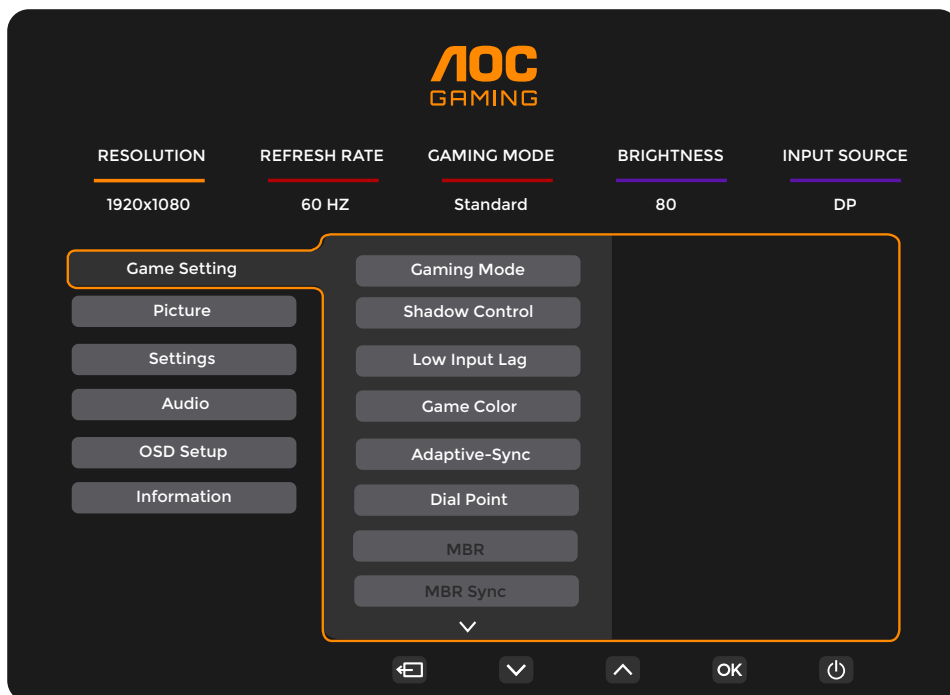 AOC
GAMING
RESOLUTION REFRESH RATE GAMING MODE BRIGHTNESS INPUT SOURCE
1920x1080 60 HZ Standard 80 DP
Game Setting
Picture
Settings
Audio
OSD Setup
Information
Gaming Mode
Shadow Control
Low Input Lag
Game Color
Adaptive-Sync
Dial Point
MBR
MBR Sync
OK